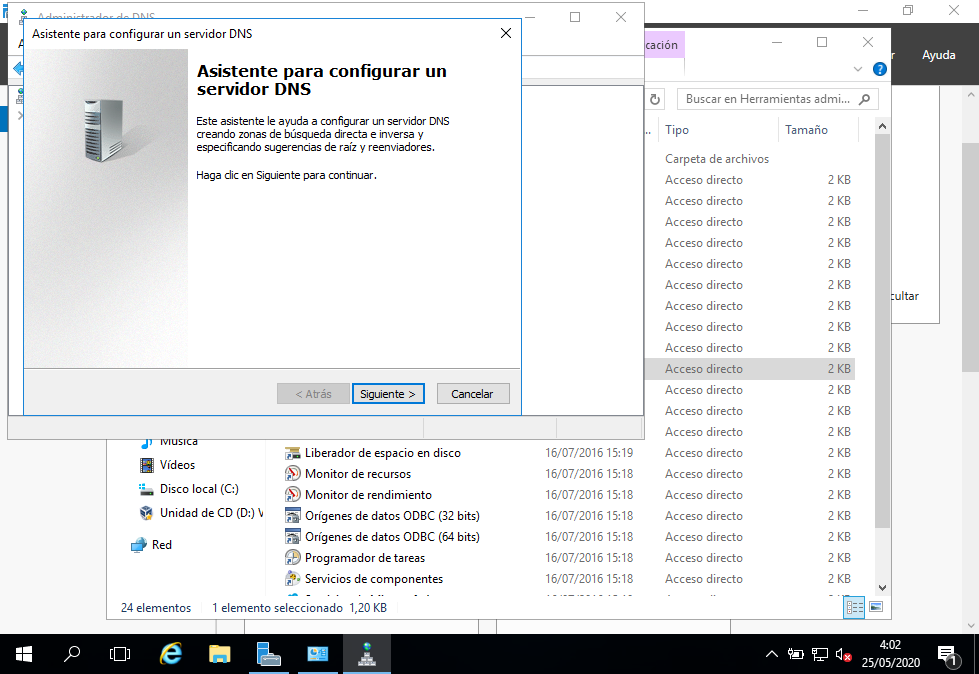 Administrador de DNS
Asistente para configurar un servidor DNS
Asistente para configurar un
servidor DNS
Este asistente le ayuda a configurar un servidor DNS
creando zonas de búsqueda directa e inversa y
especificando sugerencias de raíz y reenviadores.
Haga clic en Siguiente para continuar.
< Atrás
Siguiente >
Cancelar
Ayuda
Buscar en Herramientas admi...
Tipo
Tamaño
Carpeta de archivos
Acceso directo 2 KB
Acceso directo 2 KB
Acceso directo 2 KB
Acceso directo 2 KB
Acceso directo 2 KB
Acceso directo 2 KB
Acceso directo 2 KB
Acceso directo 2 KB
Acceso directo 2 KB
Acceso directo 2 KB
Acceso directo 2 KB
Acceso directo 2 KB
Acceso directo 2 KB
Música
Vídeos
Disco local (C:)
Unidad de CD (D:) V
Red
Liberador de espacio en disco 16/07/2016 15:19 Acceso directo 2 KB
Monitor de recursos 16/07/2016 15:18 Acceso directo 2 KB
Monitor de rendimiento 16/07/2016 15:18 Acceso directo 2 KB
Orígenes de datos ODBC (32 bits) 16/07/2016 15:18 Acceso directo 2 KB
Orígenes de datos ODBC (64 bits) 16/07/2016 15:18 Acceso directo 2 KB
Programador de tareas 16/07/2016 15:18 Acceso directo 2 KB
Servicios de componentes 16/07/2016 15:18 Acceso directo 2 KB
24 elementos 1 elemento seleccionado 1,20 KB
4:02
25/05/2020
1